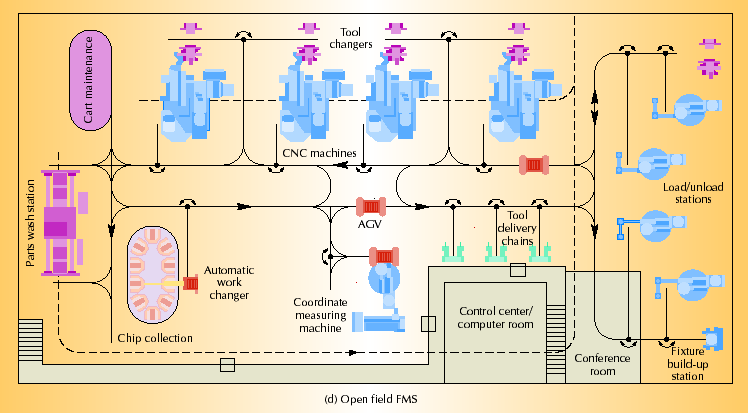 Tool
changers
Cart maintenance
CNC machines
Parts wash station
Load/unload
stations
AGV
Tool
delivery
chains
Automatic
work
changer
Coordinate
measuring
machine
Control center/
computer room
Chip collection
Conference
room
Fixture
build-up
station
(d) Open field FMS